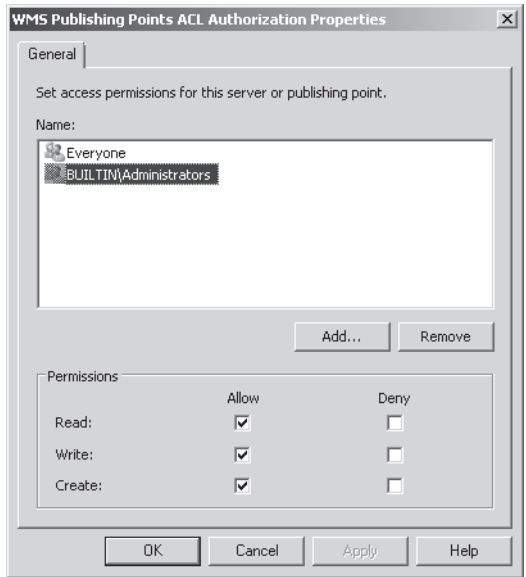 WMS Publishing Points ACL Authorization Properties
General
Set access permissions for this server or publishing point.
Name:
Everyone
BUILTIN\Administrators
Add... Remove
Permissions
Allow Deny
Read:
Write:
Create:
OK Cancel Apply Help